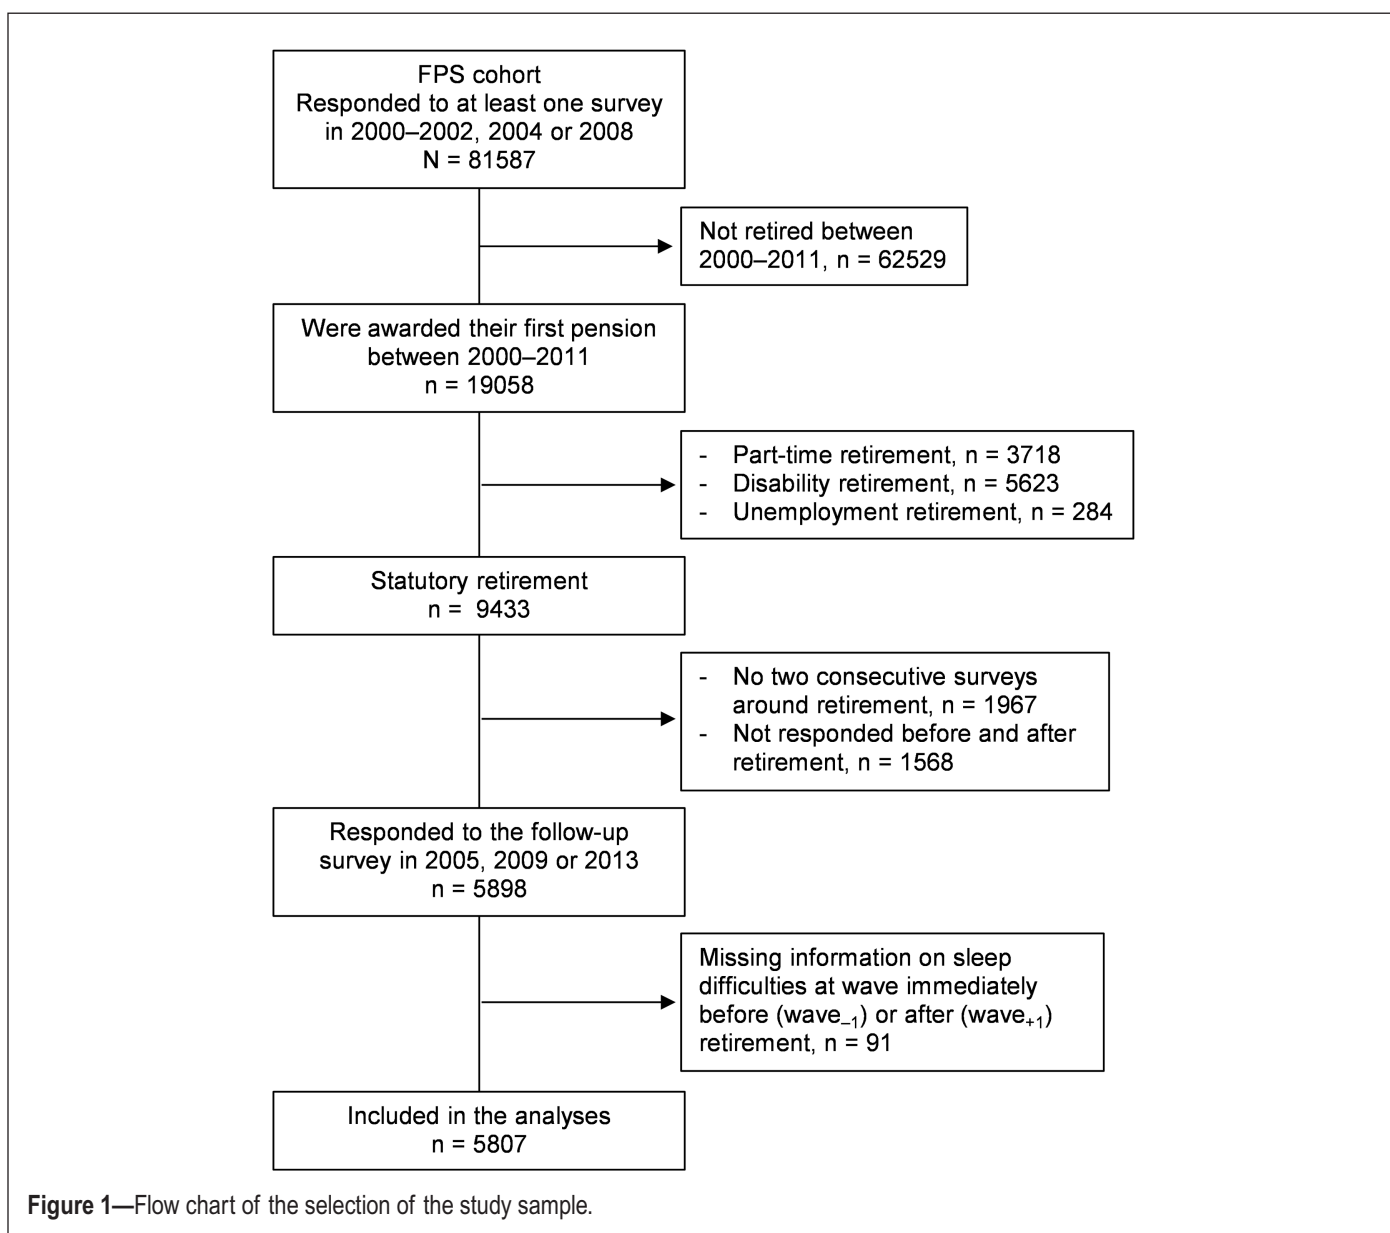 FPS cohort
Responded to at least one survey
in 2000–2002, 2004 or 2008
N = 81587
Not retired between
2000–2011, n = 62529
Were awarded their first pension
between 2000–2011
n = 19058
- Part-time retirement, n = 3718
- Disability retirement, n = 5623
- Unemployment retirement, n = 284
Statutory retirement
n = 9433
- No two consecutive surveys
around retirement, n = 1967
- Not responded before and after
retirement, n = 1568
Responded to the follow-up
survey in 2005, 2009 or 2013
n = 5898
Missing information on sleep
difficulties at wave immediately
before (wave₋₁) or after (wave₊₁)
retirement, n = 91
Included in the analyses
n = 5807
Figure 1—Flow chart of the selection of the study sample.